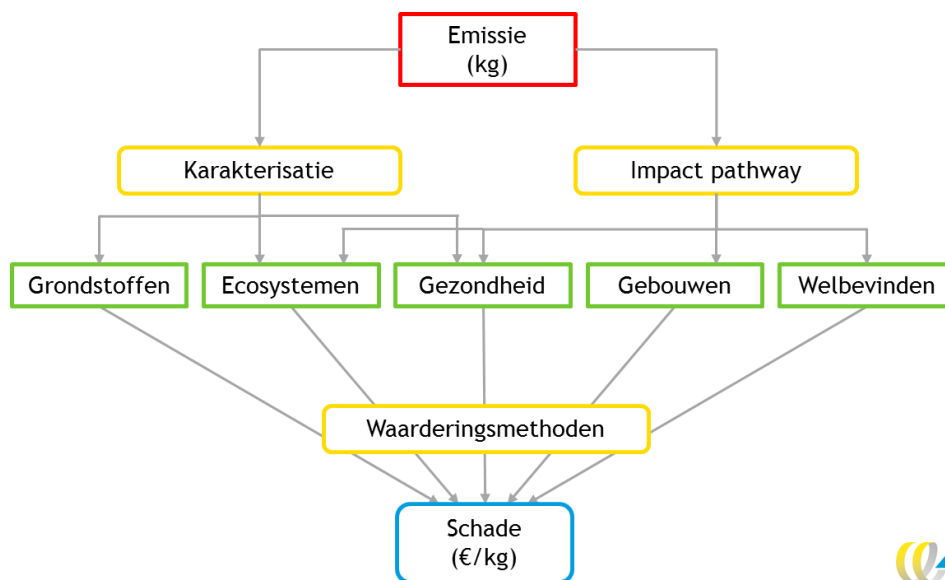 Emissie
(kg)
Karakterisatie
Impact pathway
Grondstoffen
Ecosystemen
Gezondheid
Gebouwen
Welbevinden
Waarderingsmethoden
Schade
(€/kg)